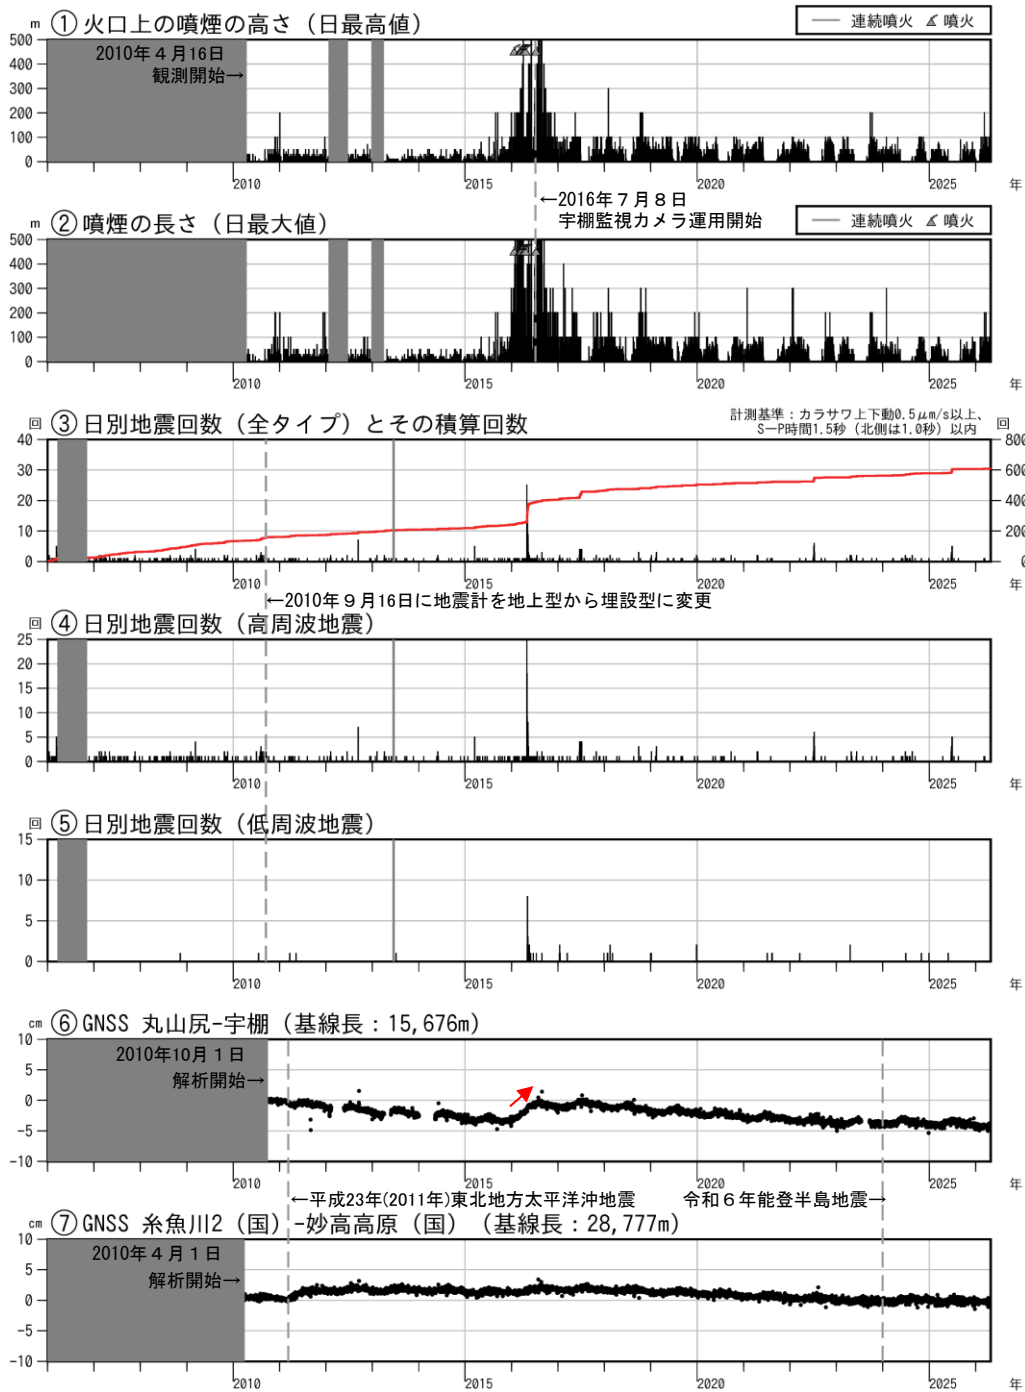 m ① 火口上の噴煙の高さ（日最高値）
連続噴火 噴火
500
400
300
200
100
0
2010年４月16日
観測開始→
2010 2015 2020 2025 年
←2016年７月８日
宇棚監視カメラ運用開始
m ② 噴煙の長さ（日最大値）
連続噴火 噴火
500
400
300
200
100
0
2010 2015 2020 2025 年
回 ③ 日別地震回数（全タイプ）とその積算回数
計測基準：カラサワ上下動0.5μm/s以上、
S―P時間1.5秒（北側は1.0秒）以内 回
40
30
20
10
0
800
600
400
200
0
2010 2015 2020 2025 年
←2010年９月16日に地震計を地上型から埋設型に変更
回 ④ 日別地震回数（高周波地震）
25
20
15
10
5
0
2010 2015 2020 2025 年
回 ⑤ 日別地震回数（低周波地震）
15
10
5
0
2010 2015 2020 2025 年
cm ⑥ GNSS 丸山尻-宇棚（基線長：15,676m）
10
5
0
-5
-10
2010年10月１日
解析開始→
2010 2015 2020 2025 年
←平成23年(2011年)東北地方太平洋沖地震 令和６年能登半島地震→
cm ⑦ GNSS 糸魚川2（国）-妙高高原（国）（基線長：28,777m）
10
5
0
-5
-10
2010年４月１日
解析開始→
2010 2015 2020 2025 年